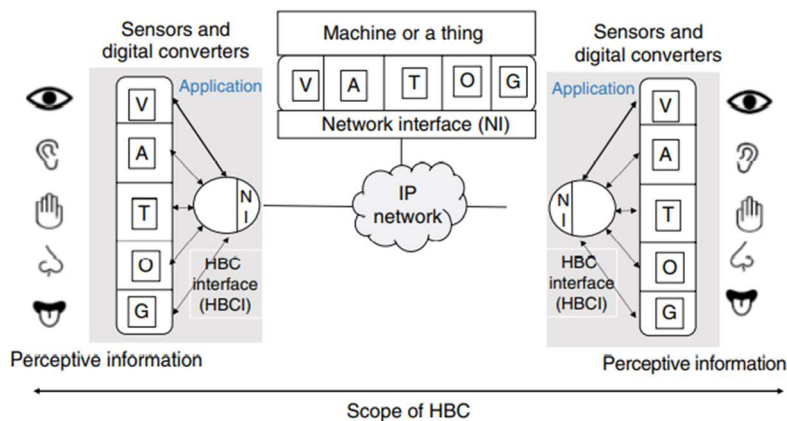 Sensors and
digital converters
Application
V
A
T
O
G
N
I
HBC
interface
(HBCI)
Perceptive information
Machine or a thing
V A T O G
Network interface (NI)
IP
network
Sensors and
digital converters
Application
V
A
T
O
G
N
I
HBC
interface
(HBCI)
Perceptive information
Scope of HBC